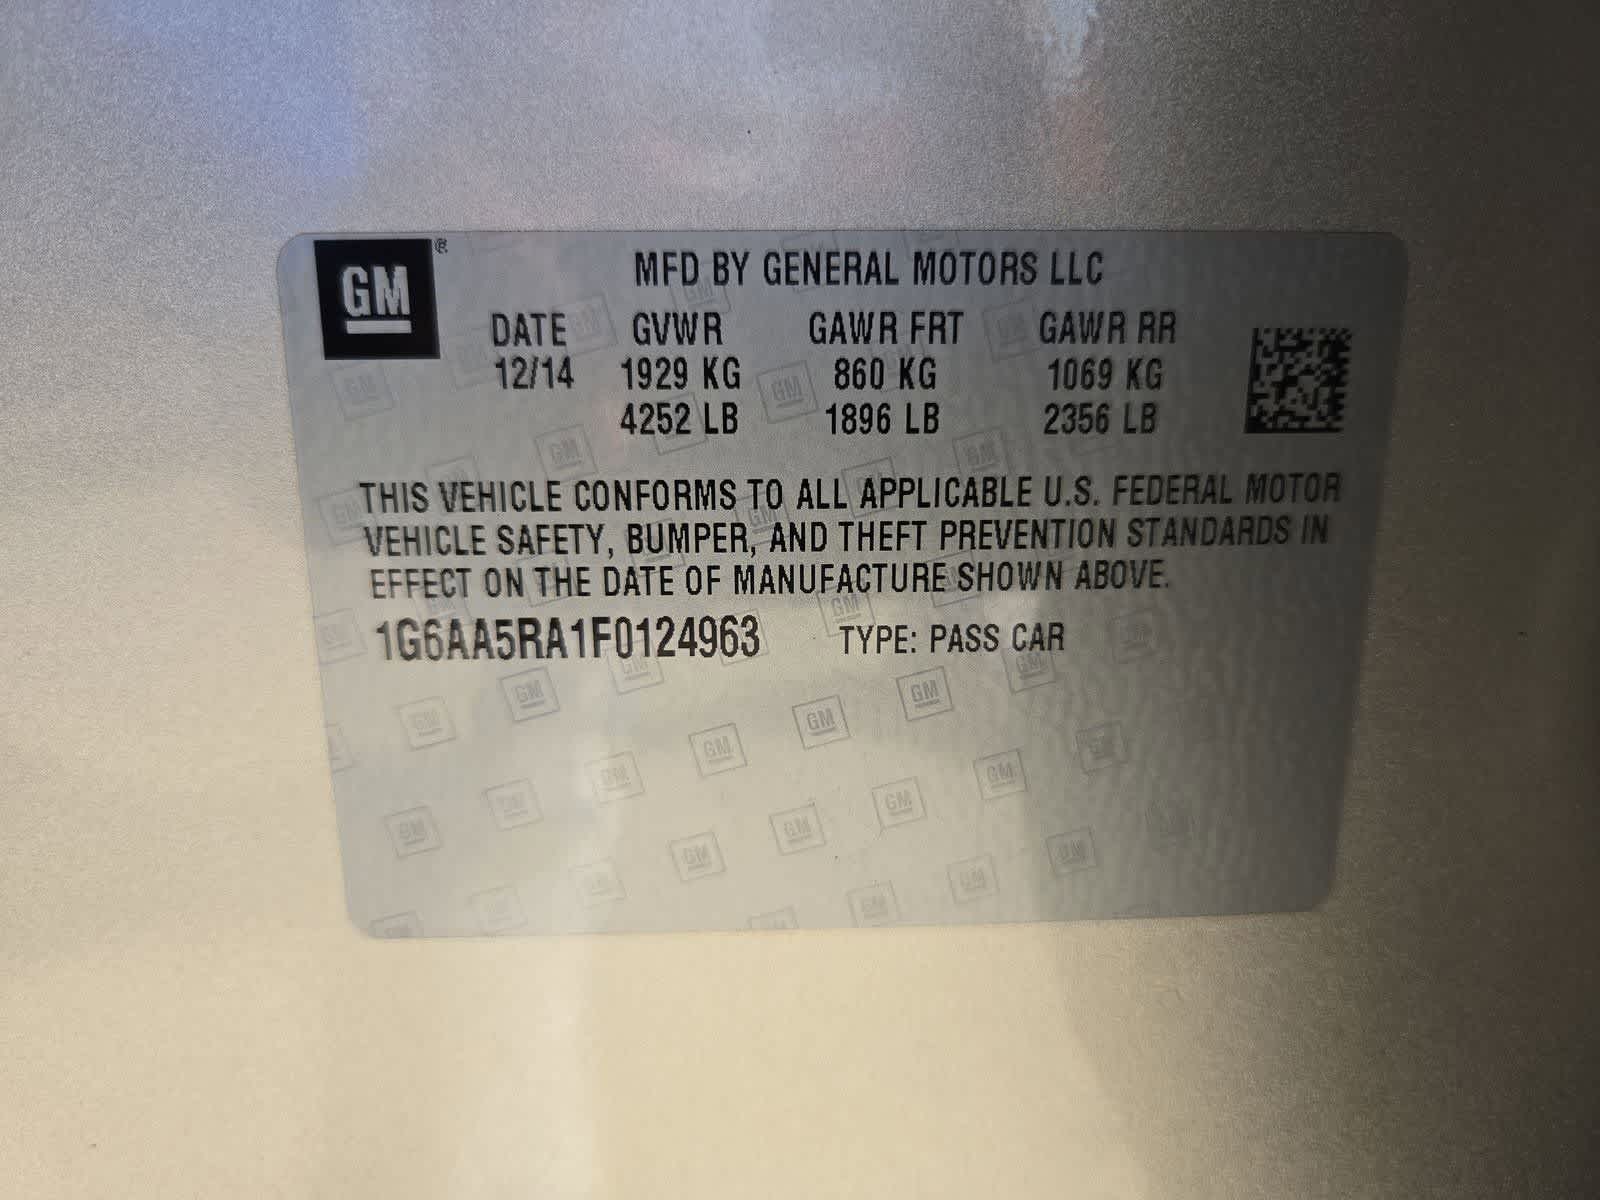 GM®
MFD BY GENERAL MOTORS LLC
DATE GVWR GAWR FRT GAWR RR
12/14 1929 KG 860 KG 1069 KG
4252 LB 1896 LB 2356 LB
THIS VEHICLE CONFORMS TO ALL APPLICABLE U.S. FEDERAL MOTOR
VEHICLE SAFETY, BUMPER, AND THEFT PREVENTION STANDARDS IN
EFFECT ON THE DATE OF MANUFACTURE SHOWN ABOVE.
1G6AA5RA1F0124963 TYPE: PASS CAR